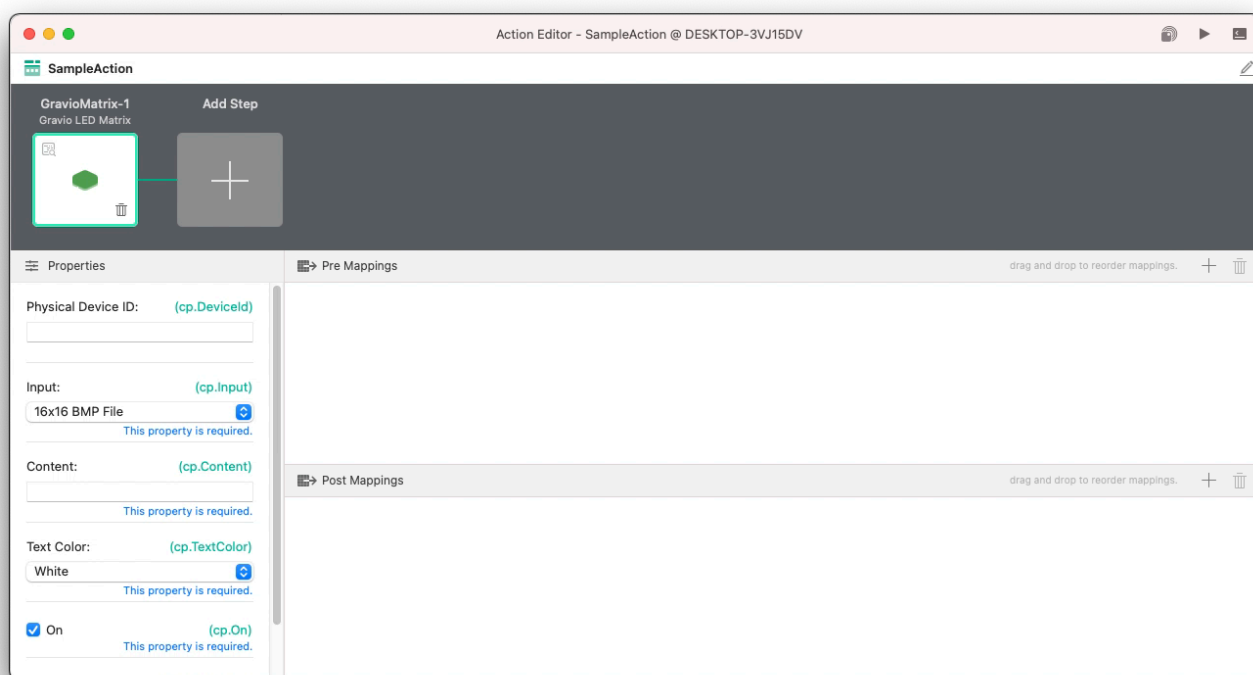 Action Editor - SampleAction @ DESKTOP-3VJ15DV
SampleAction
GravioMatrix-1
Gravio LED Matrix
Add Step
Properties
Physical Device ID: (cp.DeviceId)
Input: (cp.Input)
16x16 BMP File
This property is required.
Content: (cp.Content)
This property is required.
Text Color: (cp.TextColor)
White
This property is required.
On (cp.On)
This property is required.
Pre Mappings drag and drop to reorder mappings.
Post Mappings drag and drop to reorder mappings.